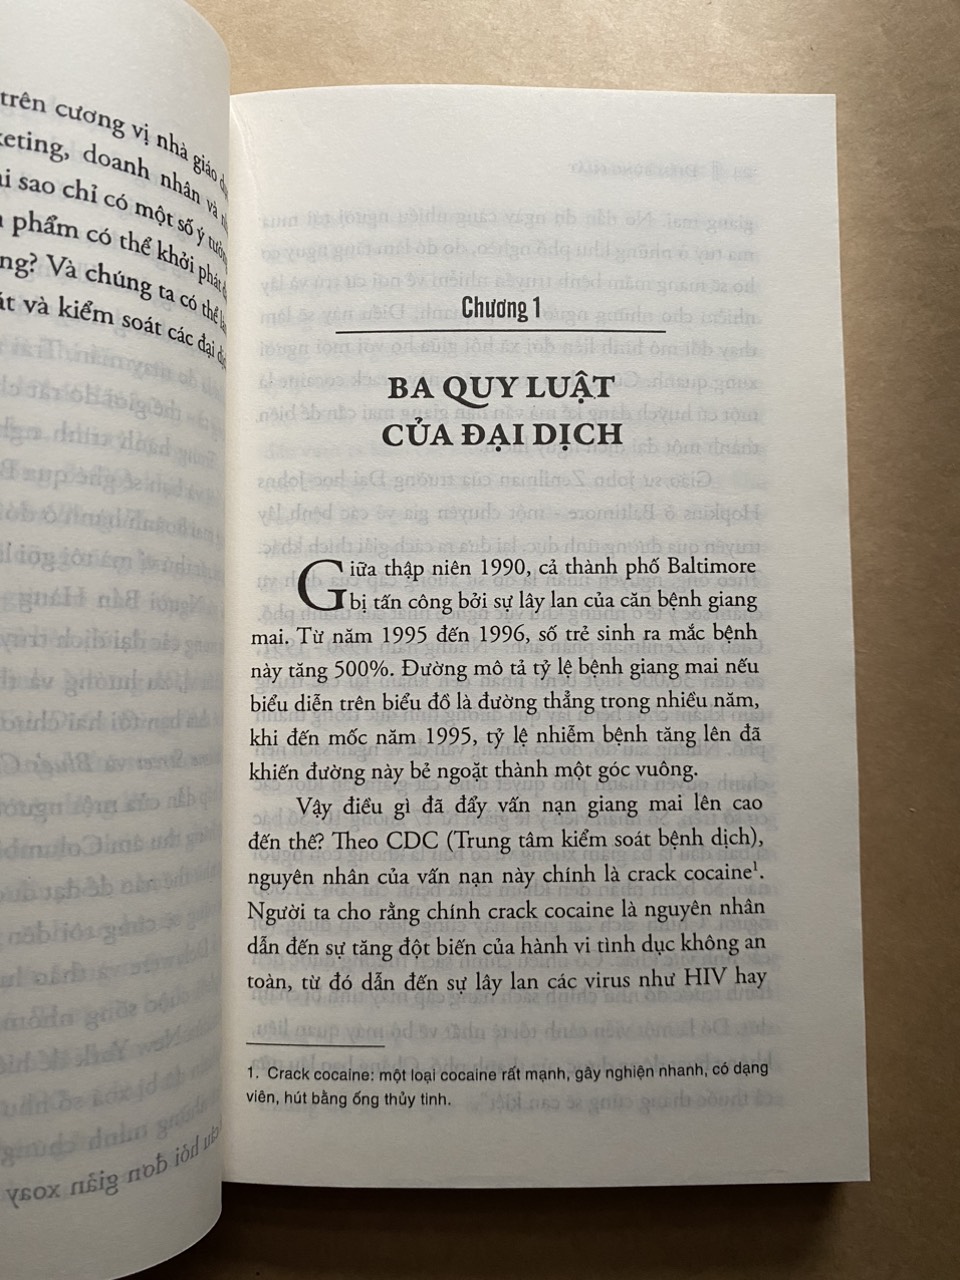 trên cương vị nhà giáo
doanh nhân và
sao chỉ có một số ý tưởng
phẩm có thể khởi phát
Và chúng ta có thể
và kiểm soát các đại
Chương 1
BA QUY LUẬT
CỦA ĐẠI DỊCH
Giữa thập niên 1990, cả thành phố Baltimore
bị tấn công bởi sự lây lan của căn bệnh giang
mai. Từ năm 1995 đến 1996, số trẻ sinh ra mắc bệnh
này tăng 500%. Đường mô tả tỷ lệ bệnh giang mai nếu
biểu diễn trên biểu đồ là đường thẳng trong nhiều năm,
khi đến mốc năm 1995, tỷ lệ nhiễm bệnh tăng lên đã
khiến đường này bẻ ngoặt thành một góc vuông.
Vậy điều gì đã đẩy vấn nạn giang mai lên cao
đến thế? Theo CDC (Trung tâm kiểm soát bệnh dịch),
nguyên nhân của vấn nạn này chính là crack cocaine¹.
Người ta cho rằng chính crack cocaine là nguyên nhân
dẫn đến sự tăng đột biến của hành vi tình dục không an
toàn, từ đó dẫn đến sự lây lan các virus như HIV hay
1. Crack cocaine: một loại cocaine rất mạnh, gây nghiện nhanh, có dạng
viên, hút bằng ống thủy tinh.